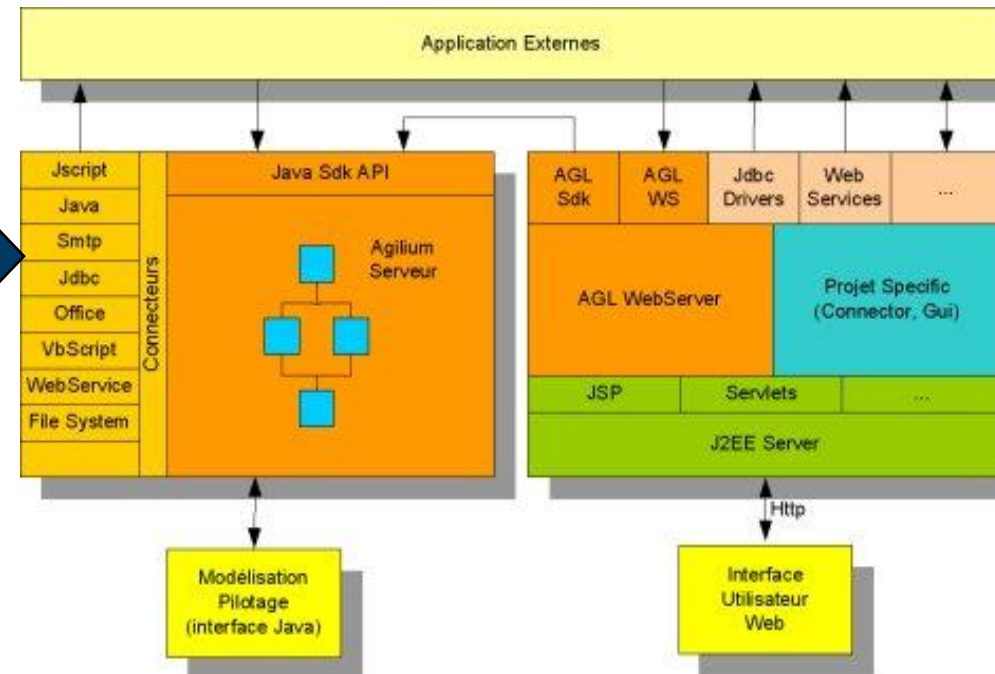 Application Externes
Jscript
Java
Smtp
Jdbc
Office
VbScript
WebService
File System
Connecteurs
Java Sdk API
Agilium
Serveur
AGL
Sdk
AGL
WS
Jdbc
Drivers
Web
Services
...
AGL WebServer
Projet Specific
(Connector, Gui)
JSP
Servlets
...
J2EE Server
Http
Modélisation
Pilotage
(interface Java)
Interface
Utilisateur
Web